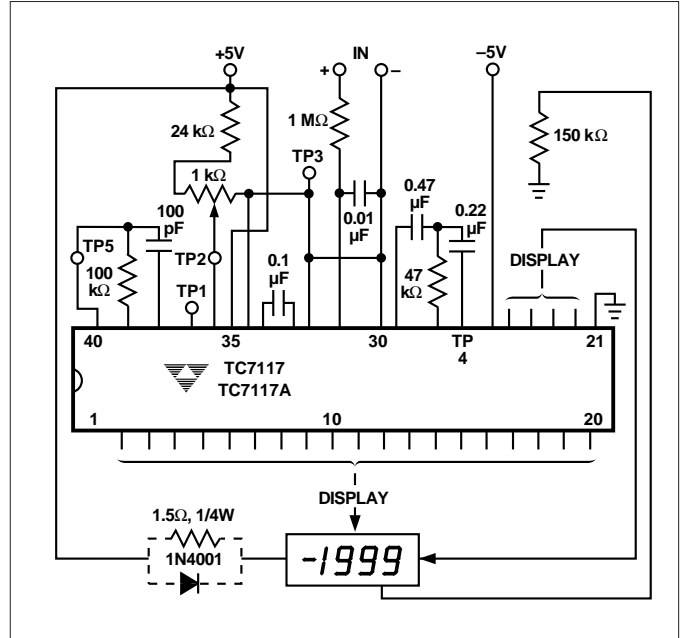 +5V
IN
–5V
+
–
24 kΩ
1 MΩ
150 kΩ
TP3
1 kΩ
0.47
µF
0.22
µF
0.01
µF
100
pF
TP5
TP2
DISPLAY
100
kΩ
0.1
µF
47
kΩ
TP1
40
35
30
TP
4
21
TC7117
TC7117A
1
10
20
DISPLAY
1.5Ω, 1/4W
1N4001
-1999